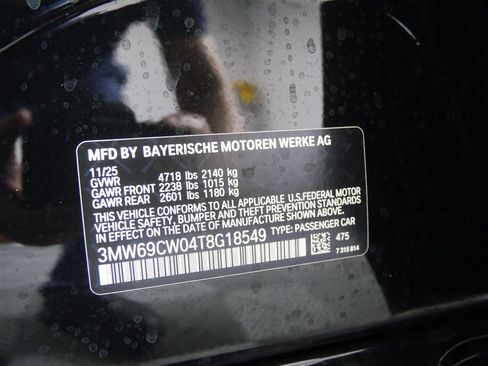 MFD BY BAYERISCHE MOTOREN WERKE AG
11/25
GVWR 4718 lbs 2140 kg
GAWR FRONT 2238 lbs 1015 kg
GAWR REAR 2601 lbs 1180 kg
THIS VEHICLE CONFORMS TO ALL APPLICABLE U.S.FEDERAL MOTOR
VEHICLE SAFETY, BUMPER AND THEFT PREVENTION STANDARDS
IN EFFECT ON THE DATE OF MANUFACTURE SHOWN ABOVE.
3MW69CW04T8G18549 TYPE: PASSENGER CAR
475
7 315 814